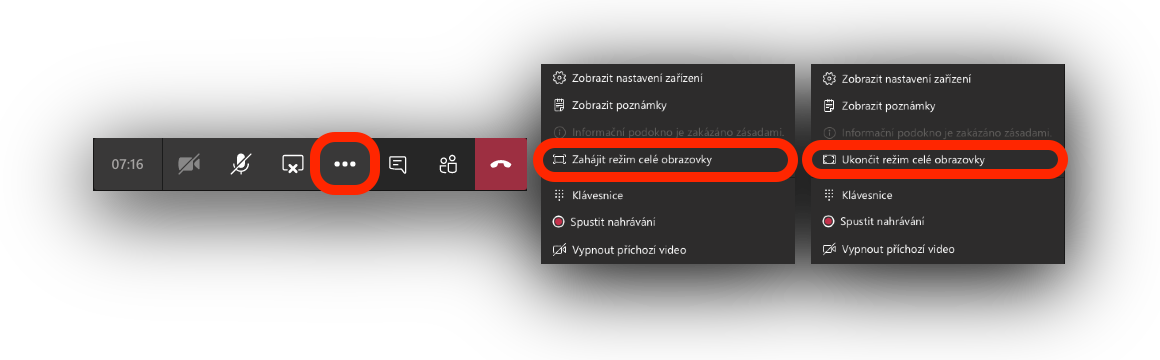 07:16
Zobrazit nastavení zařízení
Zobrazit poznámky
Informační podokno je zakázáno zásadami.
Zahájit režim celé obrazovky
Klávesnice
Spustit nahrávání
Vypnout příchozí video
Zobrazit nastavení zařízení
Zobrazit poznámky
Informační podokno je zakázáno zásadami.
Ukončit režim celé obrazovky
Klávesnice
Spustit nahrávání
Vypnout příchozí video